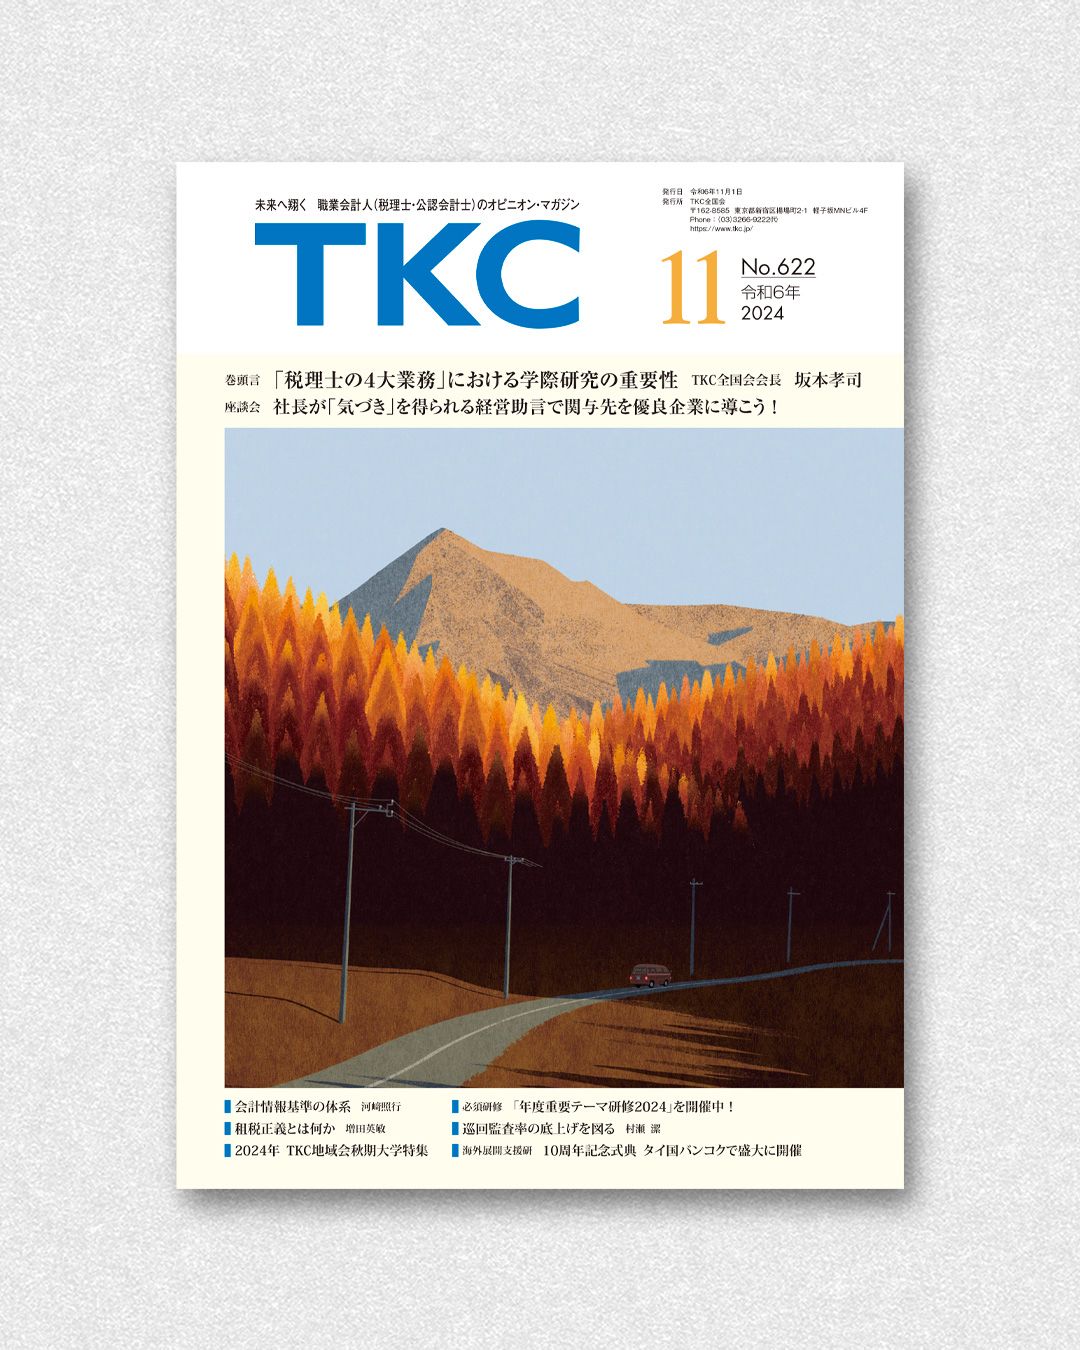 未来へ翔く　職業会計人（税理士・公認会計士）のオピニオン・マガジン
TKC
発行日　令和6年11月1日
発行所　TKC全国会
〒162-8585　東京都新宿区揚場町2-1　軽子坂MNビル4F
Phone：(03)3266-9222㈹
https://www.tkc.jp/
11
No.622
令和6年
2024
巻頭言　「税理士の4大業務」における学際研究の重要性　TKC全国会会長　坂本孝司
座談会　社長が「気づき」を得られる経営助言で関与先を優良企業に導こう！
会計情報基準の体系　河﨑照行
租税正義とは何か　増田英敏
2024年 TKC地域会秋期大学特集
必須研修　「年度重要テーマ研修2024」を開催中！
巡回監査率の底上げを図る　村瀬 潔
海外展開支援研　10周年記念式典 タイ国バンコクで盛大に開催